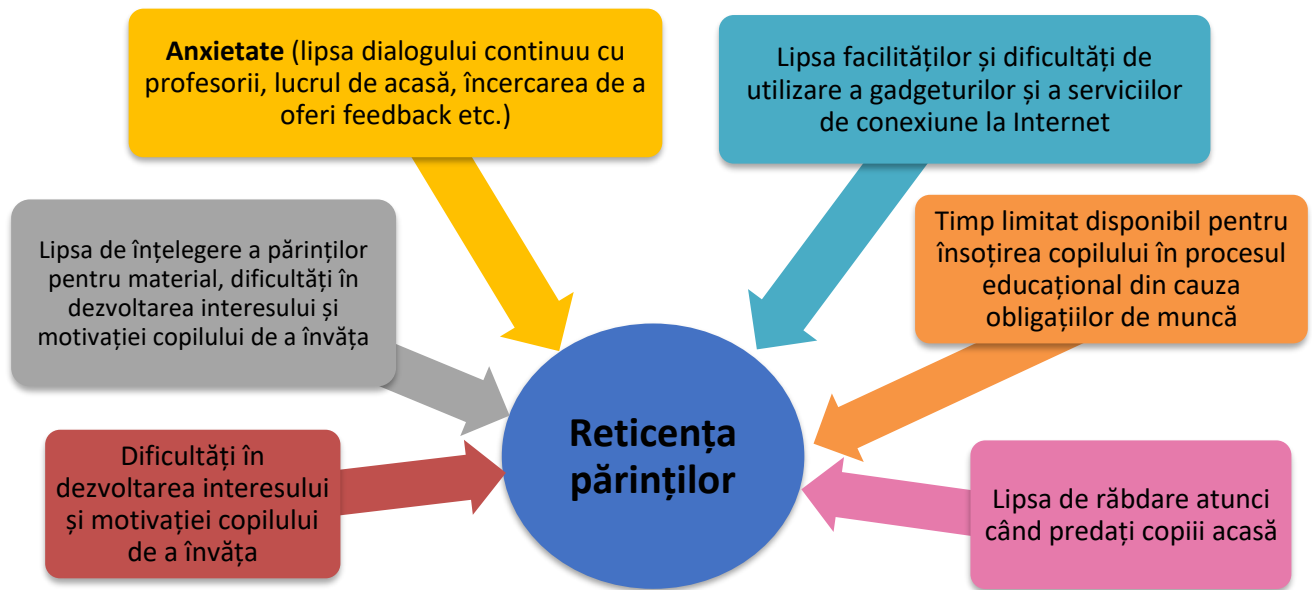 Anxietate (lipsa dialogului continuu cu
profesorii, lucrul de acasă, încercarea de a
oferi feedback etc.)
Lipsa facilităților și dificultăți de
utilizare a gadgeturilor și a serviciilor
de conexiune la Internet
Lipsa de înțelegere a părinților
pentru material, dificultăți în
dezvoltarea interesului și
motivației copilului de a învăța
Timp limitat disponibil pentru
însoțirea copilului în procesul
educațional din cauza
obligațiilor de muncă
Reticența
părinților
Dificultăți în
dezvoltarea interesului
și motivației copilului
de a învăța
Lipsa de răbdare atunci
când predați copiii acasă